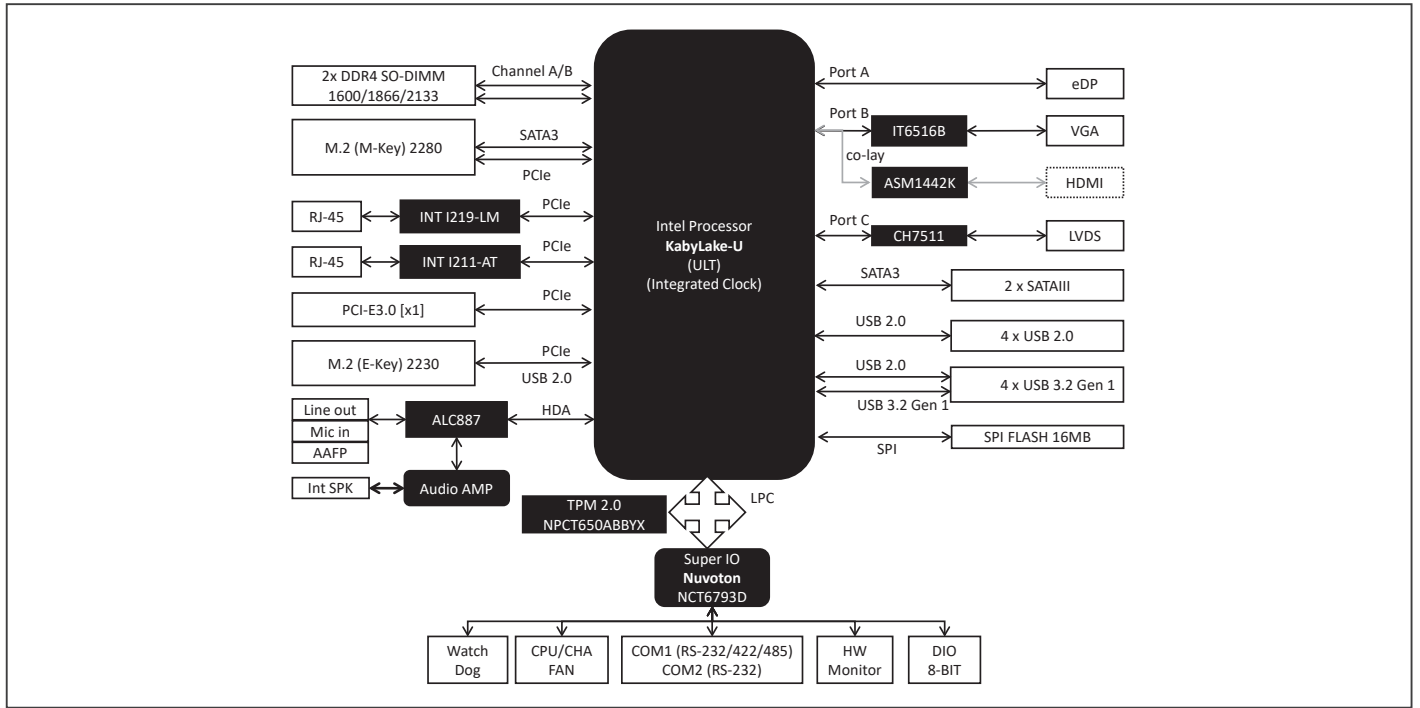 2x DDR4 SO-DIMM
1600/1866/2133
Channel A/B
M.2 (M-Key) 2280
SATA3
PCIe
RJ-45
INT I219-LM
PCIe
RJ-45
INT I211-AT
PCIe
PCI-E3.0 [x1]
PCIe
M.2 (E-Key) 2230
PCIe
USB 2.0
Line out
Mic in
AAFP
ALC887
HDA
Int SPK
Audio AMP
Intel Processor
KabyLake-U
(ULT)
(Integrated Clock)
Port A
eDP
Port B
IT6516B
VGA
co-lay
ASM1442K
HDMI
Port C
CH7511
LVDS
SATA3
2 x SATAIII
USB 2.0
4 x USB 2.0
USB 2.0
4 x USB 3.2 Gen 1
USB 3.2 Gen 1
SPI FLASH 16MB
SPI
LPC
TPM 2.0
NPCT650ABBYX
Super IO
Nuvoton
NCT6793D
Watch
Dog
CPU/CHA
FAN
COM1 (RS-232/422/485)
COM2 (RS-232)
HW
Monitor
DIO
8-BIT